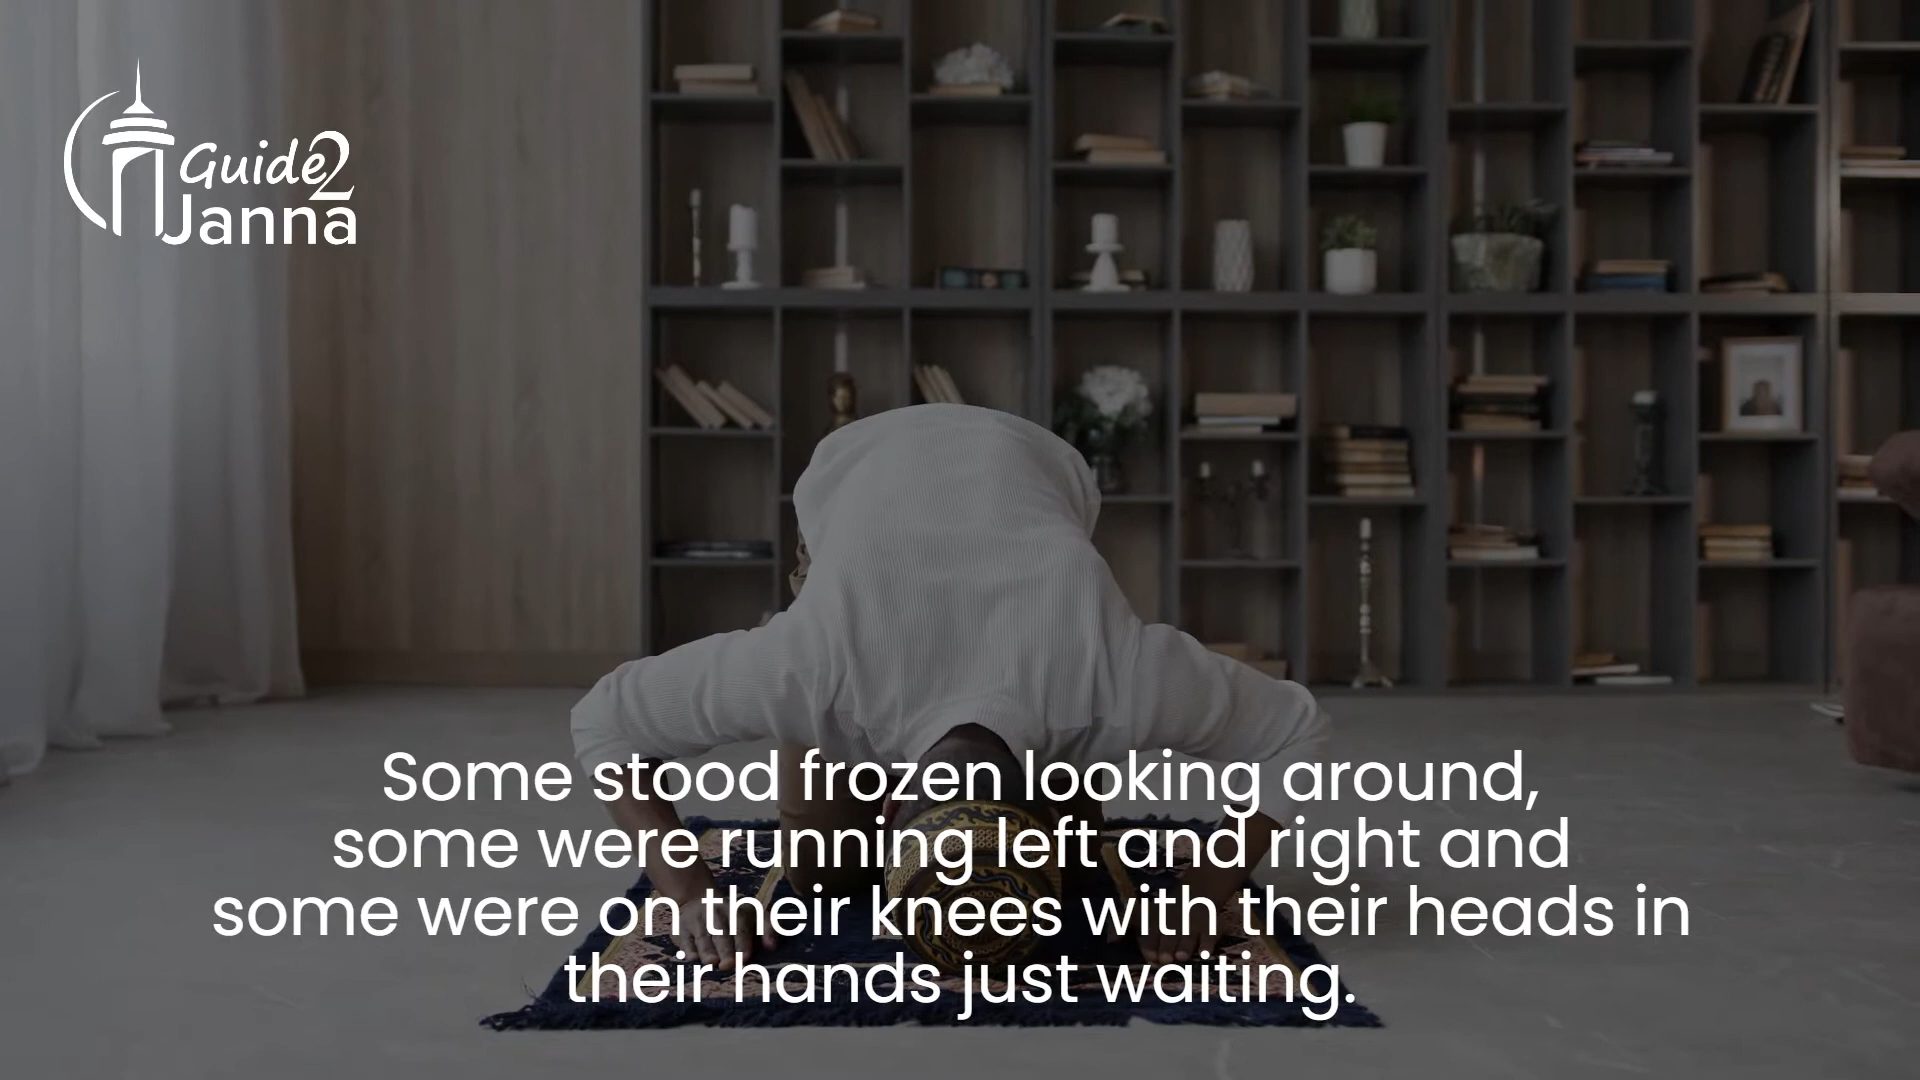 Guide2
Janna
Some stood frozen looking around,
some were running left and right and
some were on their knees with their heads in
their hands just waiting.